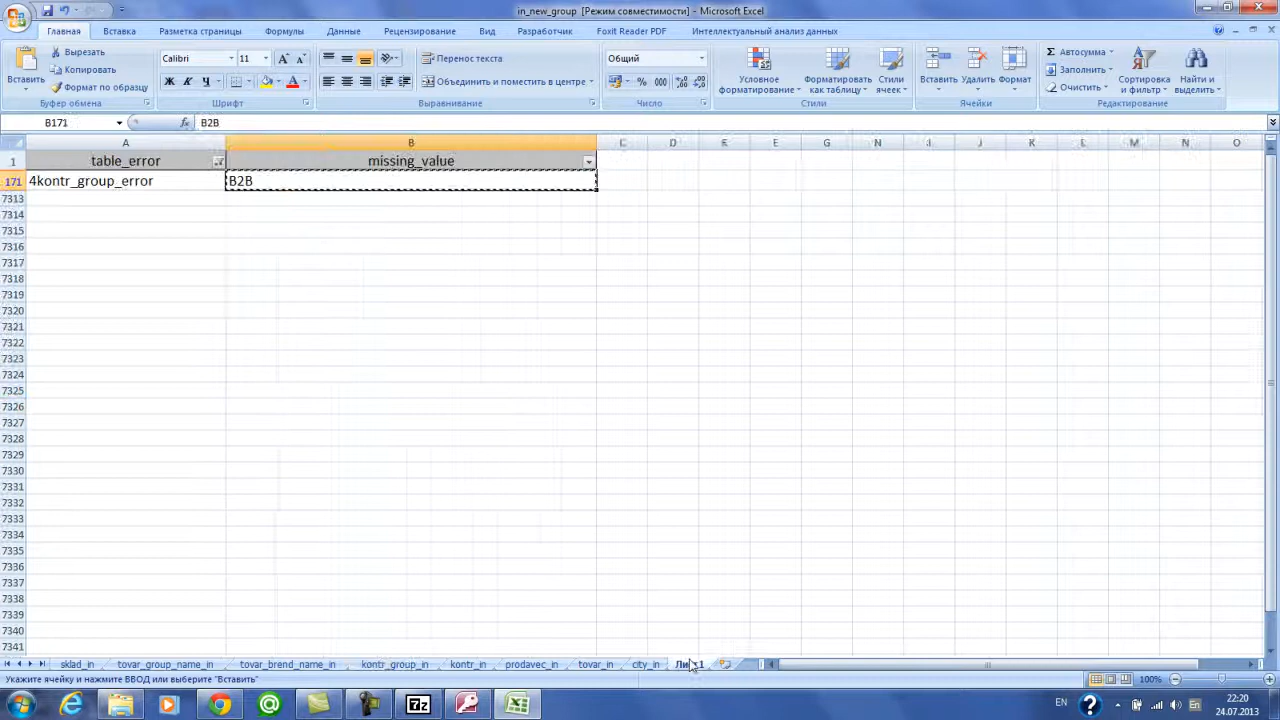 in_new_group [Режим совместимости] - Microsoft Excel
Главная Вставка Разметка страницы Формулы Данные Рецензирование Вид Разработчик Foxit Reader PDF Интеллектуальный анализ данных
Вставить
Вырезать
Копировать
Формат по образцу
Буфер обмена
Calibri 11
Ж К Ч
Шрифт
Перенос текста
Объединить и поместить в центре
Выравнивание
Общий
% 000
Число
Условное форматирование
Форматировать как таблицу
Стили ячеек
Стили
Вставить Удалить Формат
Ячейки
Σ Автосумма
Заполнить
Очистить
Сортировка и фильтр
Найти и выделить
Редактирование
B171 fx B2B
A B C D E F G H I J K L M N O
1 table_error missing_value
171 4kontr_group_error B2B
7313
7314
7315
7316
7317
7318
7319
7320
7321
7322
7323
7324
7325
7326
7327
7328
7329
7330
7331
7332
7333
7334
7335
7336
7337
7338
7339
7340
7341
sklad_in tovar_group_name_in tovar_brend_name_in kontr_group_in kontr_in prodavec_in tovar_in city_in Лист1
Укажите ячейку и нажмите ВВОД или выберите "Вставить"
100%
7z
EN
En
22:20
24.07.2013